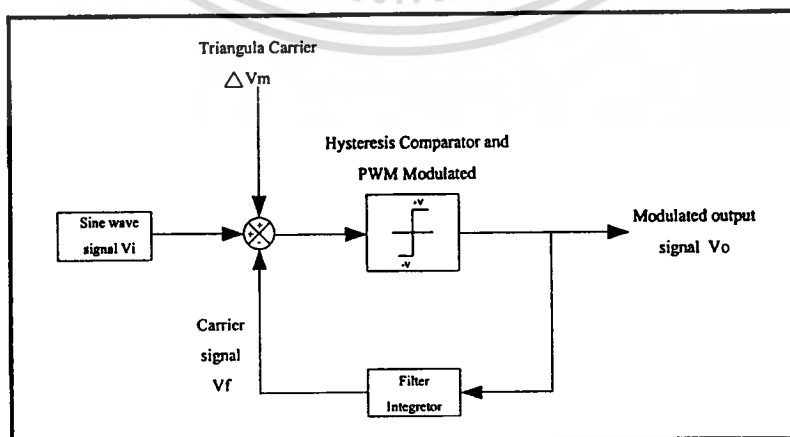 Triangula Carrier
△ Vm
Hysteresis Comparator and
PWM Modulated
+V
-V
Sine wave
signal Vi
+
+
-
Modulated output
signal Vo
Carrier
signal
Vf
Filter
Integretor